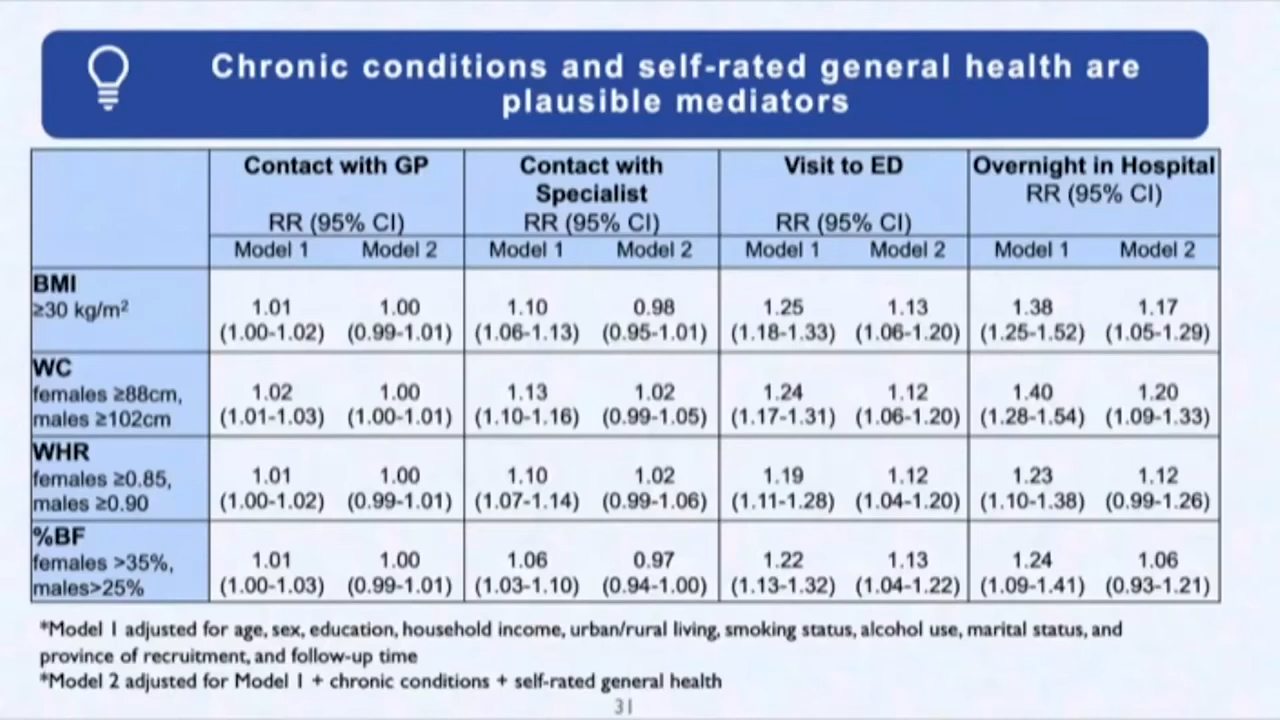 Chronic conditions and self-rated general health are
plausible mediators
Contact with GP Contact with Visit to ED Overnight in Hospital
Specialist RR (95% CI)
RR (95% CI) RR (95% CI) RR (95% CI)
Model 1 Model 2 Model 1 Model 2 Model 1 Model 2 Model 1 Model 2
BMI
≥30 kg/m² 1.01 1.00 1.10 0.98 1.25 1.13 1.38 1.17
(1.00-1.02) (0.99-1.01) (1.06-1.13) (0.95-1.01) (1.18-1.33) (1.06-1.20) (1.25-1.52) (1.05-1.29)
WC
females ≥88cm, 1.02 1.00 1.13 1.02 1.24 1.12 1.40 1.20
males ≥102cm (1.01-1.03) (1.00-1.01) (1.10-1.16) (0.99-1.05) (1.17-1.31) (1.06-1.20) (1.28-1.54) (1.09-1.33)
WHR
females ≥0.85, 1.01 1.00 1.10 1.02 1.19 1.12 1.23 1.12
males ≥0.90 (1.00-1.02) (0.99-1.01) (1.07-1.14) (0.99-1.06) (1.11-1.28) (1.04-1.20) (1.10-1.38) (0.99-1.26)
%BF
females >35%, 1.01 1.00 1.06 0.97 1.22 1.13 1.24 1.06
males>25% (1.00-1.03) (0.99-1.01) (1.03-1.10) (0.94-1.00) (1.13-1.32) (1.04-1.22) (1.09-1.41) (0.93-1.21)
*Model 1 adjusted for age, sex, education, household income, urban/rural living, smoking status, alcohol use, marital status, and
province of recruitment, and follow-up time
*Model 2 adjusted for Model 1 + chronic conditions + self-rated general health
31